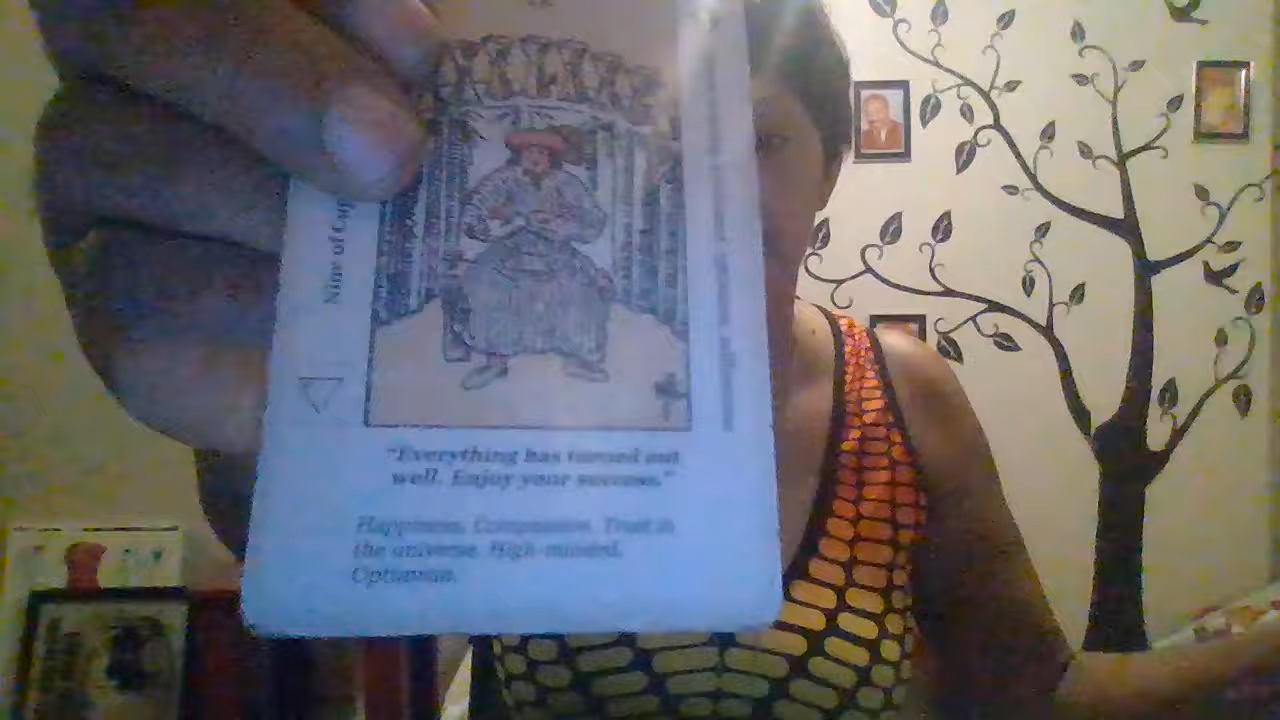 Nine of Cup
"Everything has turned out
well. Enjoy your success."
Happiness. Compassion. Trust in
the universe. High-minded.
Optimism.